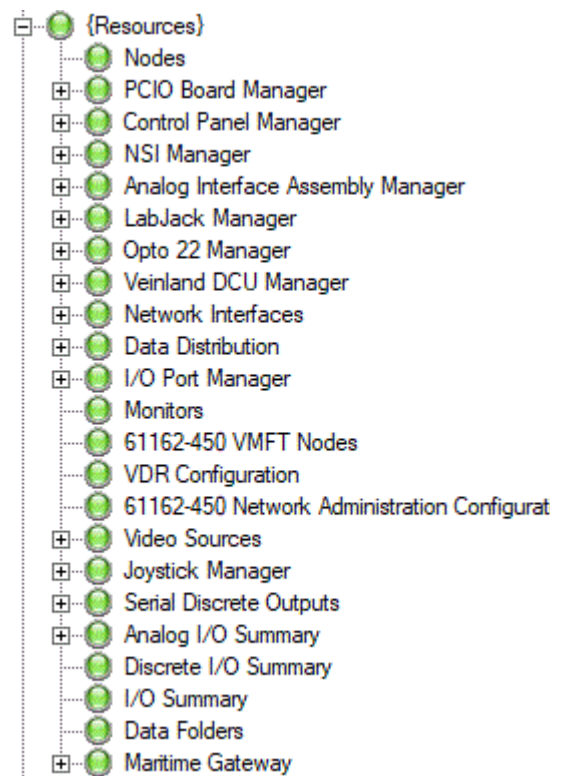 {Resources}
Nodes
PCIO Board Manager
Control Panel Manager
NSI Manager
Analog Interface Assembly Manager
LabJack Manager
Opto 22 Manager
Veinland DCU Manager
Network Interfaces
Data Distribution
I/O Port Manager
Monitors
61162-450 VMFT Nodes
VDR Configuration
61162-450 Network Administration Configurat
Video Sources
Joystick Manager
Serial Discrete Outputs
Analog I/O Summary
Discrete I/O Summary
I/O Summary
Data Folders
Maritime Gateway